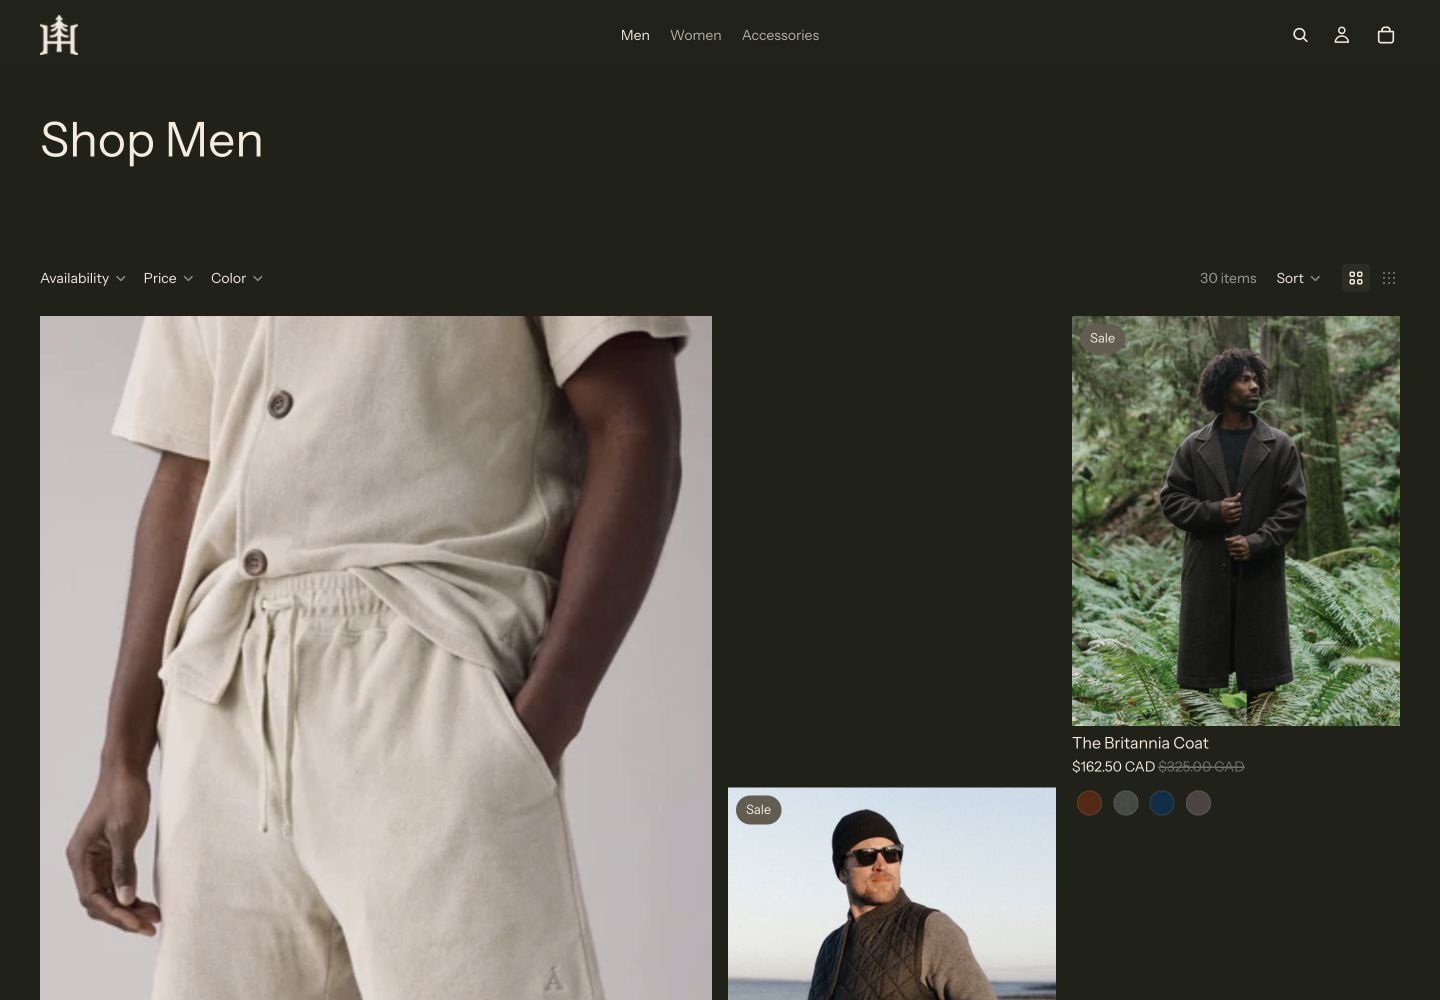 Men
Women
Accessories
Shop Men
Availability
Price
Color
30 items
Sort
Sale
The Britannia Coat
$162.50 CAD $325.00 CAD
Sale
Á